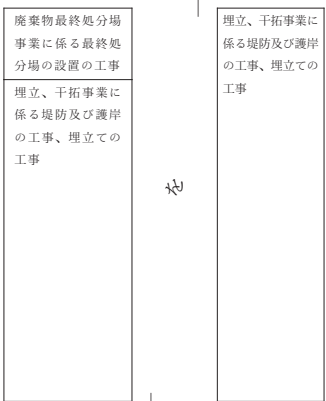 廃棄物最終処分場
事業に係る最終処
分場の設置の工事
埋立、干拓事業に
係る堤防及び護岸
の工事、埋立ての
工事
を
埋立、干拓事業に
係る堤防及び護岸
の工事、埋立ての
工事